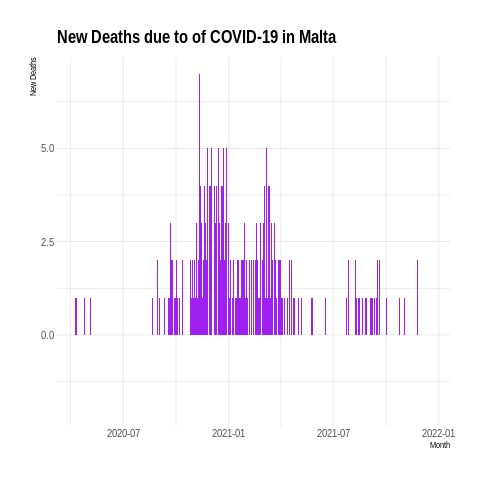 New Deaths due to of COVID-19 in Malta
New Deaths
5.0
2.5
0.0
2020-07 2021-01 2021-07 2022-01
Month